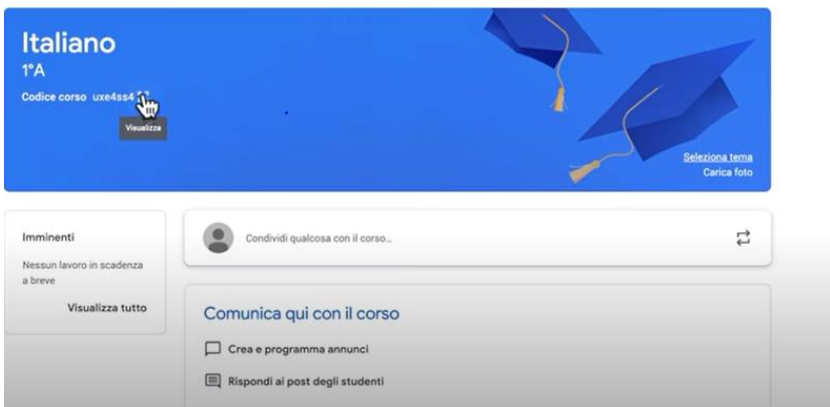 Italiano
1°A
Codice corso uxe4ss4
Visualizza
Seleziona tema
Carica foto
Imminenti
Nessun lavoro in scadenza
a breve
Visualizza tutto
Condividi qualcosa con il corso...
Comunica qui con il corso
Crea e programma annunci
Rispondi ai post degli studenti